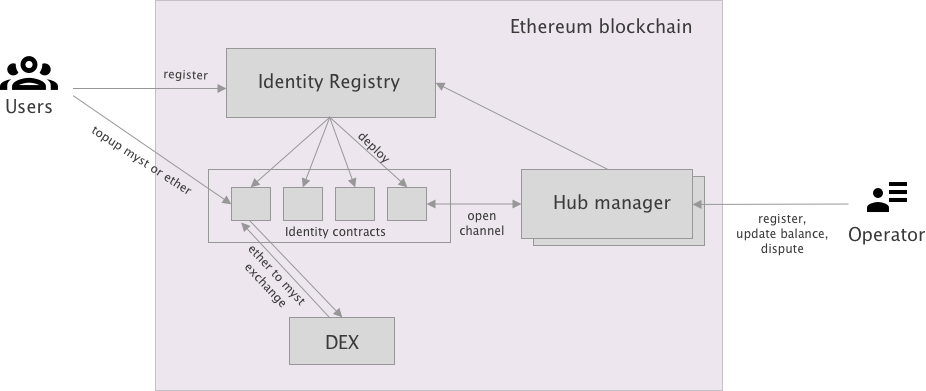 Ethereum blockchain
Users
register
Identity Registry
topup myst or ether
deploy
Identity contracts
open
channel
Hub manager
register,
update balance,
dispute
Operator
ether to myst
exchange
DEX